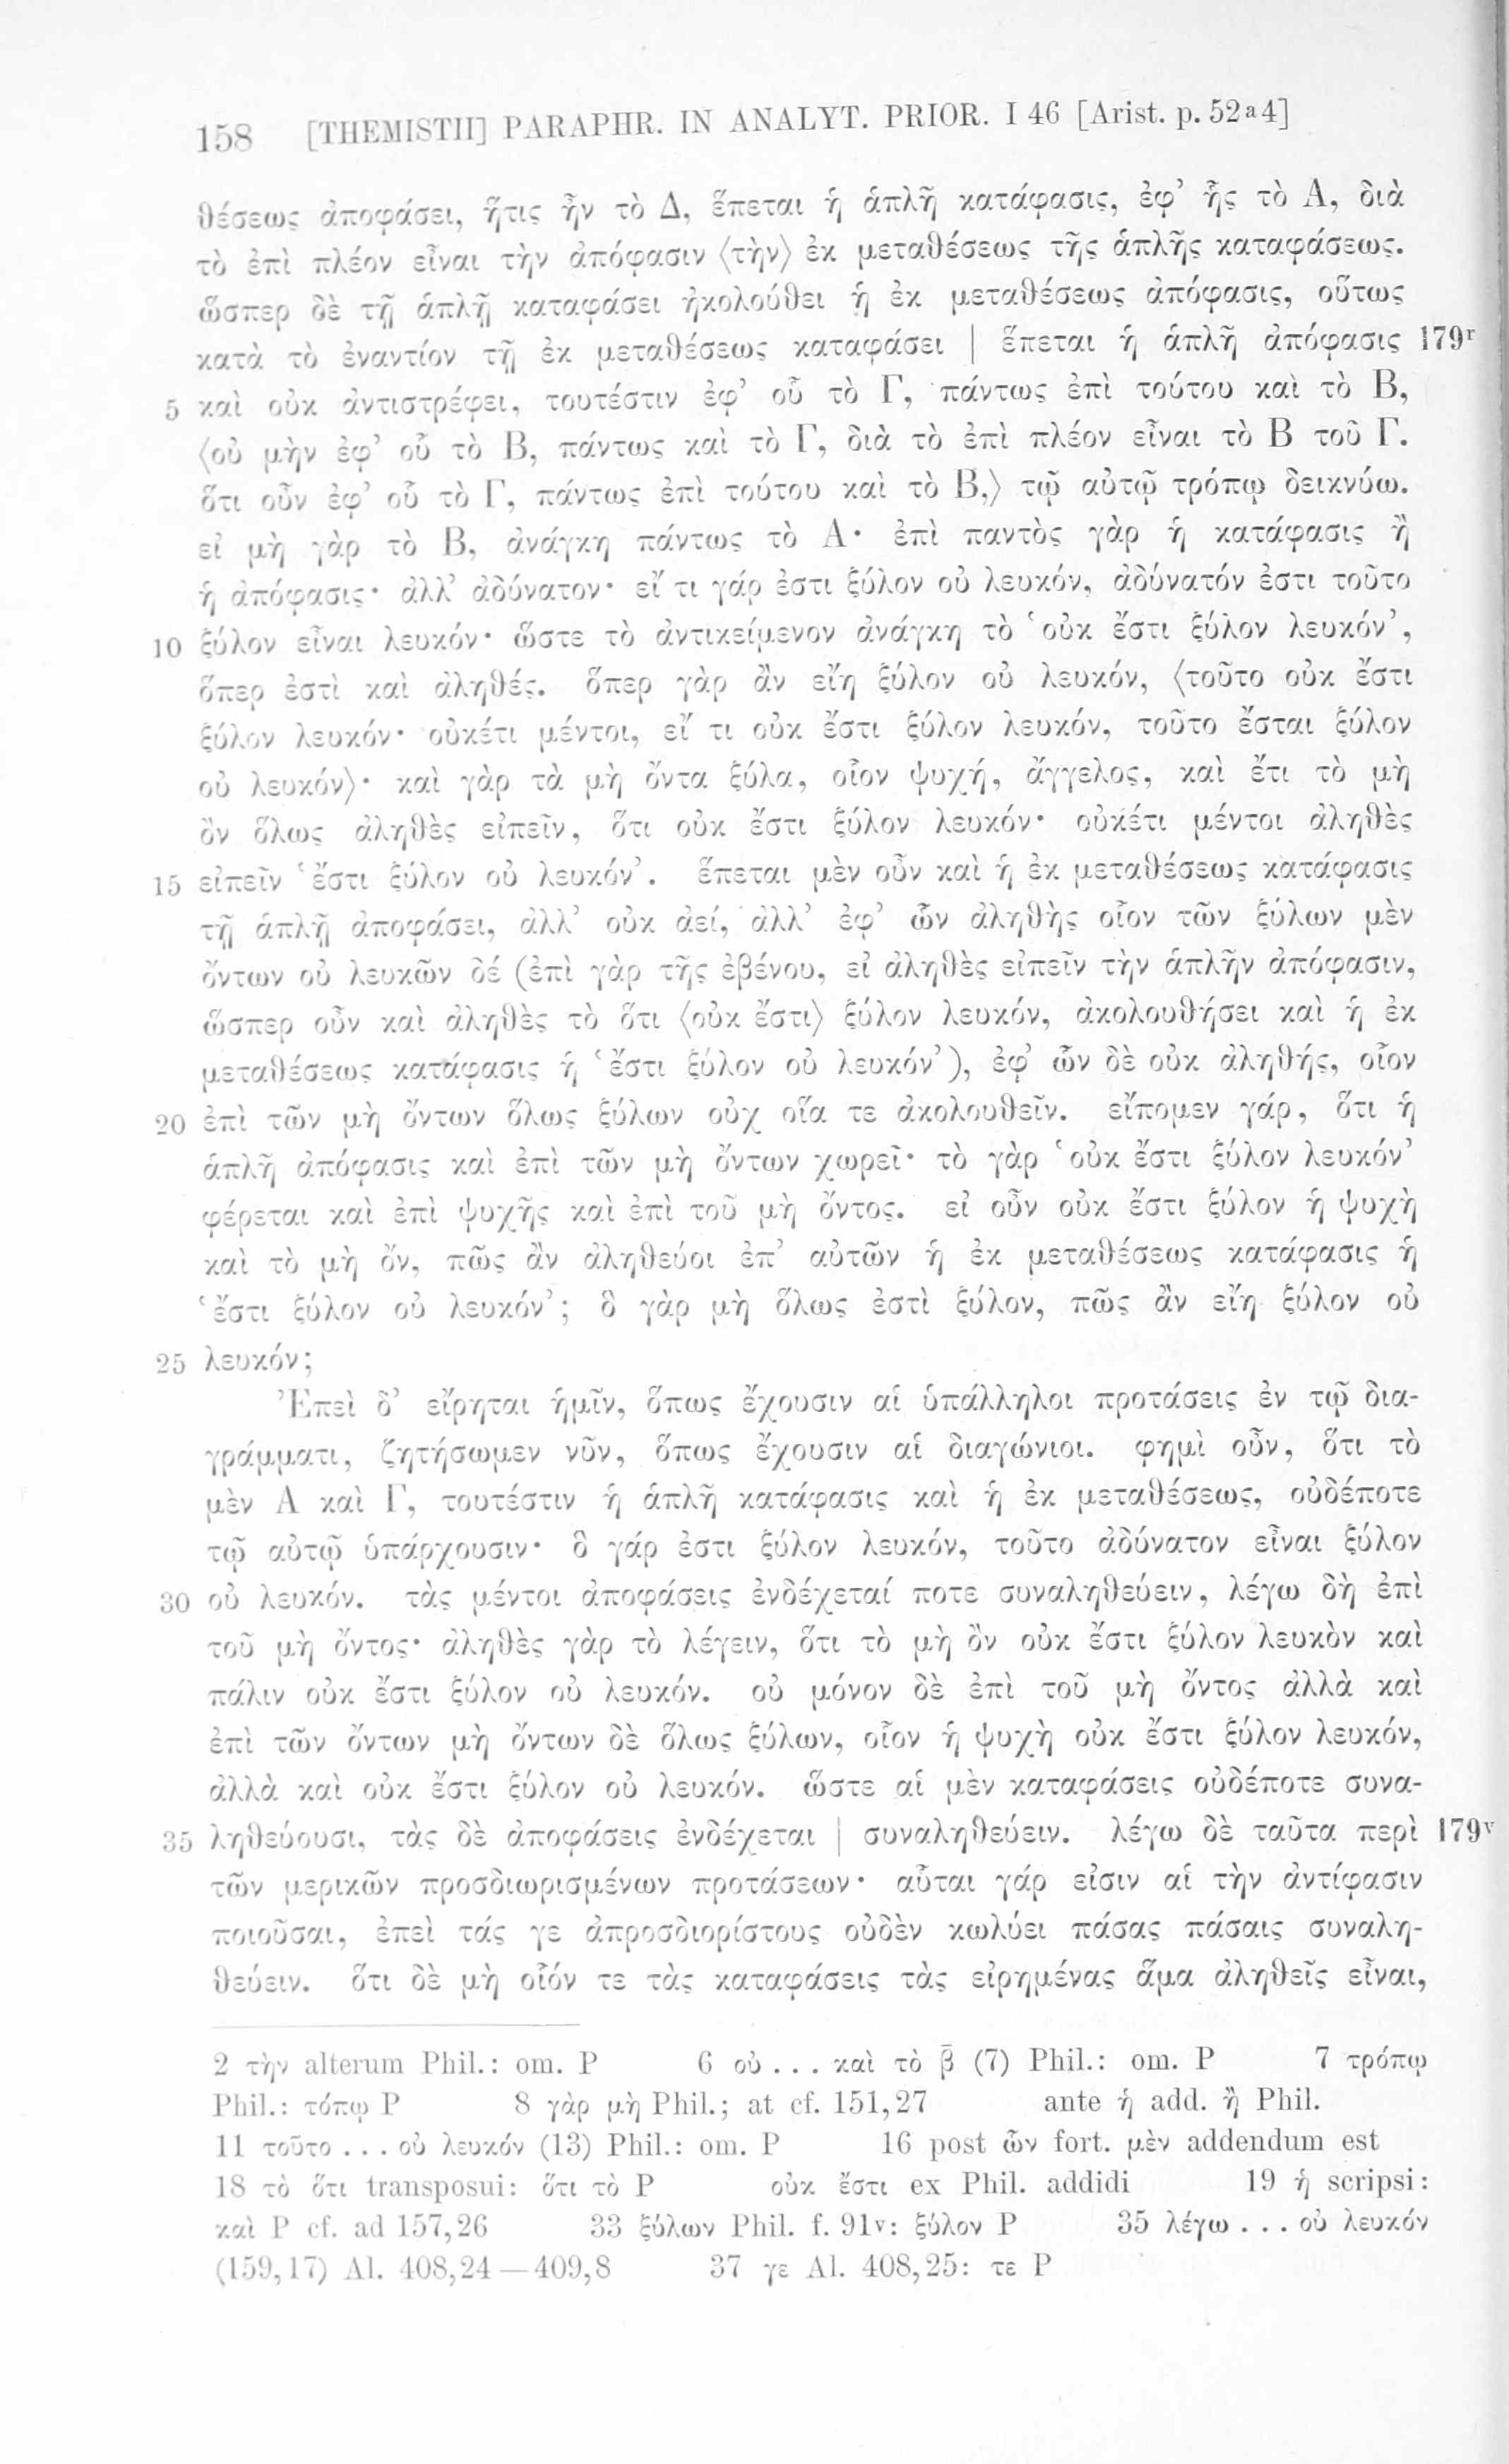 158 [THEMISTII] PARAPHR. IN ANALYT. PRIOR. I 46 [Arist. p. 52a4]
θέσεως ἀποφάσει, ἥτις ἦν τὸ Δ, ἕπεται ἡ ἁπλῆ κατάφασις, ἐφ’ ἧς τὸ Α, διὰ
τὸ ἐπὶ πλέον εἶναι τὴν ἀπόφασιν ⟨τὴν⟩ ἐκ μεταθέσεως τῆς ἁπλῆς καταφάσεως.
ὥσπερ δὲ τῇ ἁπλῇ καταφάσει ἠκολούθει ἡ ἐκ μεταθέσεως ἀπόφασις, οὕτως
κατὰ τὸ ἐναντίον τῇ ἐκ μεταθέσεως καταφάσει | ἕπεται ἡ ἁπλῆ ἀπόφασις 179r
5 καὶ οὐκ ἀντιστρέφει, τουτέστιν ἐφ’ οὗ τὸ Γ, πάντως ἐπὶ τούτου καὶ τὸ Β,
⟨οὐ μὴν ἐφ’ οὗ τὸ Β, πάντως καὶ τὸ Γ, διὰ τὸ ἐπὶ πλέον εἶναι τὸ Β τοῦ Γ.
ὅτι οὖν ἐφ’ οὗ τὸ Γ, πάντως ἐπὶ τούτου καὶ τὸ Β,⟩ τῷ αὐτῷ τρόπῳ δεικνύω.
εἰ μὴ γὰρ τὸ Β, ἀνάγκη πάντως τὸ Α· ἐπὶ παντὸς γὰρ ἡ κατάφασις ἢ
ἡ ἀπόφασις· ἀλλ’ ἀδύνατον· εἴ τι γάρ ἐστι ξύλον οὐ λευκόν, ἀδύνατόν ἐστι τοῦτο
10 ξύλον εἶναι λευκόν· ὥστε τὸ ἀντικείμενον ἀνάγκη τὸ ‘οὐκ ἔστι ξύλον λευκόν’,
ὅπερ ἐστὶ καὶ ἀληθές. ὅπερ γὰρ ἂν εἴη ξύλον οὐ λευκόν, ⟨τοῦτο οὐκ ἔστι
ξύλον λευκόν· οὐκέτι μέντοι, εἴ τι οὐκ ἔστι ξύλον λευκόν, τοῦτο ἔσται ξύλον
οὐ λευκόν⟩· καὶ γὰρ τὰ μὴ ὄντα ξύλα, οἷον ψυχή, ἄγγελος, καὶ ἔτι τὸ μὴ
ὂν ὅλως ἀληθὲς εἰπεῖν, ὅτι οὐκ ἔστι ξύλον λευκόν· οὐκέτι μέντοι ἀληθὲς
15 εἰπεῖν ‘ἔστι ξύλον οὐ λευκόν’. ἕπεται μὲν οὖν καὶ ἡ ἐκ μεταθέσεως κατάφασις
τῇ ἁπλῇ ἀποφάσει, ἀλλ’ οὐκ ἀεί, ἀλλ’ ἐφ’ ὧν ἀληθὴς οἷον τῶν ξύλων μὲν
ὄντων οὐ λευκῶν δέ (ἐπὶ γὰρ τῆς ἐβένου, εἰ ἀληθὲς εἰπεῖν τὴν ἁπλῆν ἀπόφασιν,
ὥσπερ οὖν καὶ ἀληθὲς τὸ ὅτι ⟨οὐκ ἔστι⟩ ξύλον λευκόν, ἀκολουθήσει καὶ ἡ ἐκ
μεταθέσεως κατάφασις ἡ ‘ἔστι ξύλον οὐ λευκόν’), ἐφ’ ὧν δὲ οὐκ ἀληθής, οἷον
20 ἐπὶ τῶν μὴ ὄντων ὅλως ξύλων οὐχ οἵα τε ἀκολουθεῖν. εἴπομεν γάρ, ὅτι ἡ
ἁπλῆ ἀπόφασις καὶ ἐπὶ τῶν μὴ ὄντων χωρεῖ· τὸ γὰρ ‘οὐκ ἔστι ξύλον λευκόν’
φέρεται καὶ ἐπὶ ψυχῆς καὶ ἐπὶ τοῦ μὴ ὄντος. εἰ οὖν οὐκ ἔστι ξύλον ἡ ψυχὴ
καὶ τὸ μὴ ὄν, πῶς ἂν ἀληθεύοι ἐπ’ αὐτῶν ἡ ἐκ μεταθέσεως κατάφασις ἡ
‘ἔστι ξύλον οὐ λευκόν’; ὃ γὰρ μὴ ὅλως ἐστὶ ξύλον, πῶς ἂν εἴη ξύλον οὐ
25 λευκόν;
Ἐπεὶ δ’ εἴρηται ἡμῖν, ὅπως ἔχουσιν αἱ ὑπάλληλοι προτάσεις ἐν τῷ δια-
γράμματι, ζητήσωμεν νῦν, ὅπως ἔχουσιν αἱ διαγώνιοι. φημὶ οὖν, ὅτι τὸ
μὲν Α καὶ Γ, τουτέστιν ἡ ἁπλῆ κατάφασις καὶ ἡ ἐκ μεταθέσεως, οὐδέποτε
τῷ αὐτῷ ὑπάρχουσιν· ὃ γάρ ἐστι ξύλον λευκόν, τοῦτο ἀδύνατον εἶναι ξύλον
30 οὐ λευκόν. τὰς μέντοι ἀποφάσεις ἐνδέχεταί ποτε συναληθεύειν, λέγω δὴ ἐπὶ
τοῦ μὴ ὄντος· ἀληθὲς γὰρ τὸ λέγειν, ὅτι τὸ μὴ ὂν οὐκ ἔστι ξύλον λευκὸν καὶ
πάλιν οὐκ ἔστι ξύλον οὐ λευκόν. οὐ μόνον δὲ ἐπὶ τοῦ μὴ ὄντος ἀλλὰ καὶ
ἐπὶ τῶν ὄντων μὴ ὄντων δὲ ὅλως ξύλων, οἷον ἡ ψυχὴ οὐκ ἔστι ξύλον λευκόν,
ἀλλὰ καὶ οὐκ ἔστι ξύλον οὐ λευκόν. ὥστε αἱ μὲν καταφάσεις οὐδέποτε συνα-
35 ληθεύουσι, τὰς δὲ ἀποφάσεις ἐνδέχεται | συναληθεύειν. λέγω δὲ ταῦτα περὶ 179v
τῶν μερικῶν προσδιωρισμένων προτάσεων· αὗται γάρ εἰσιν αἱ τὴν ἀντίφασιν
ποιοῦσαι, ἐπεὶ τάς γε ἀπροσδιορίστους οὐδὲν κωλύει πάσας πάσαις συναλη-
θεύειν. ὅτι δὲ μὴ οἷόν τε τὰς καταφάσεις τὰς εἰρημένας ἅμα ἀληθεῖς εἶναι,
2 τὴν alterum Phil.: om. P 6 οὐ... καὶ τὸ β̄ (7) Phil.: om. P 7 τρόπῳ
Phil.: τόπῳ P 8 γὰρ μὴ Phil.; at cf. 151,27 ante ἡ add. ἢ Phil.
11 τοῦτο... οὐ λευκόν (13) Phil.: om. P 16 post ὧν fort. μὲν addendum est
18 τὸ ὅτι transposui: ὅτι τὸ P οὐκ ἔστι ex Phil. addidi 19 ἡ scripsi:
καὶ P cf. ad 157,26 33 ξύλων Phil. f. 91v: ξύλον P 35 λέγω... οὐ λευκόν
(159,17) Al. 408,24—409,8 37 γε Al. 408,25: τε P